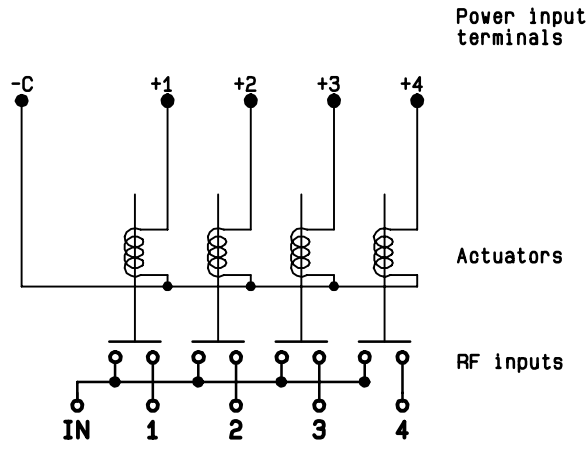 Power input
terminals
-C +1 +2 +3 +4
Actuators
RF inputs
IN 1 2 3 4